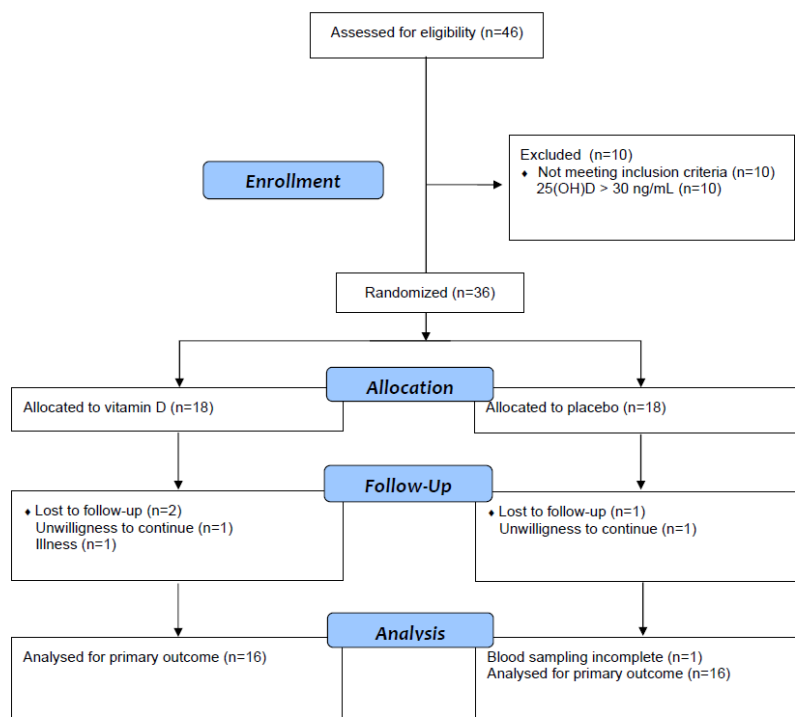 Assessed for eligibility (n=46)
Excluded (n=10)
♦ Not meeting inclusion criteria (n=10)
25(OH)D > 30 ng/mL (n=10)
Enrollment
Randomized (n=36)
Allocation
Allocated to vitamin D (n=18)
Allocated to placebo (n=18)
Follow-Up
♦ Lost to follow-up (n=2)
Unwilligness to continue (n=1)
Illness (n=1)
♦ Lost to follow-up (n=1)
Unwilligness to continue (n=1)
Analysis
Analysed for primary outcome (n=16)
Blood sampling incomplete (n=1)
Analysed for primary outcome (n=16)